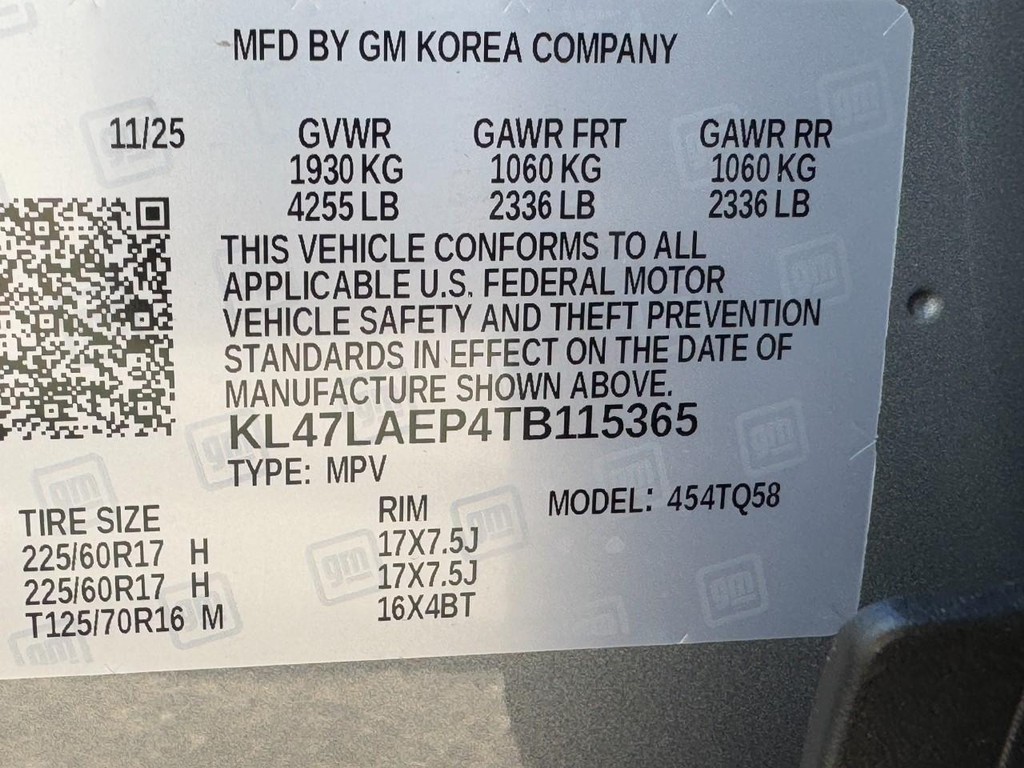 MFD BY GM KOREA COMPANY
11/25 GVWR GAWR FRT GAWR RR
1930 KG 1060 KG 1060 KG
4255 LB 2336 LB 2336 LB
THIS VEHICLE CONFORMS TO ALL
APPLICABLE U.S. FEDERAL MOTOR
VEHICLE SAFETY AND THEFT PREVENTION
STANDARDS IN EFFECT ON THE DATE OF
MANUFACTURE SHOWN ABOVE.
KL47LAEP4TB115365
TYPE: MPV
TIRE SIZE RIM MODEL: 454TQ58
225/60R17 H 17X7.5J
225/60R17 H 17X7.5J
T125/70R16 M 16X4BT